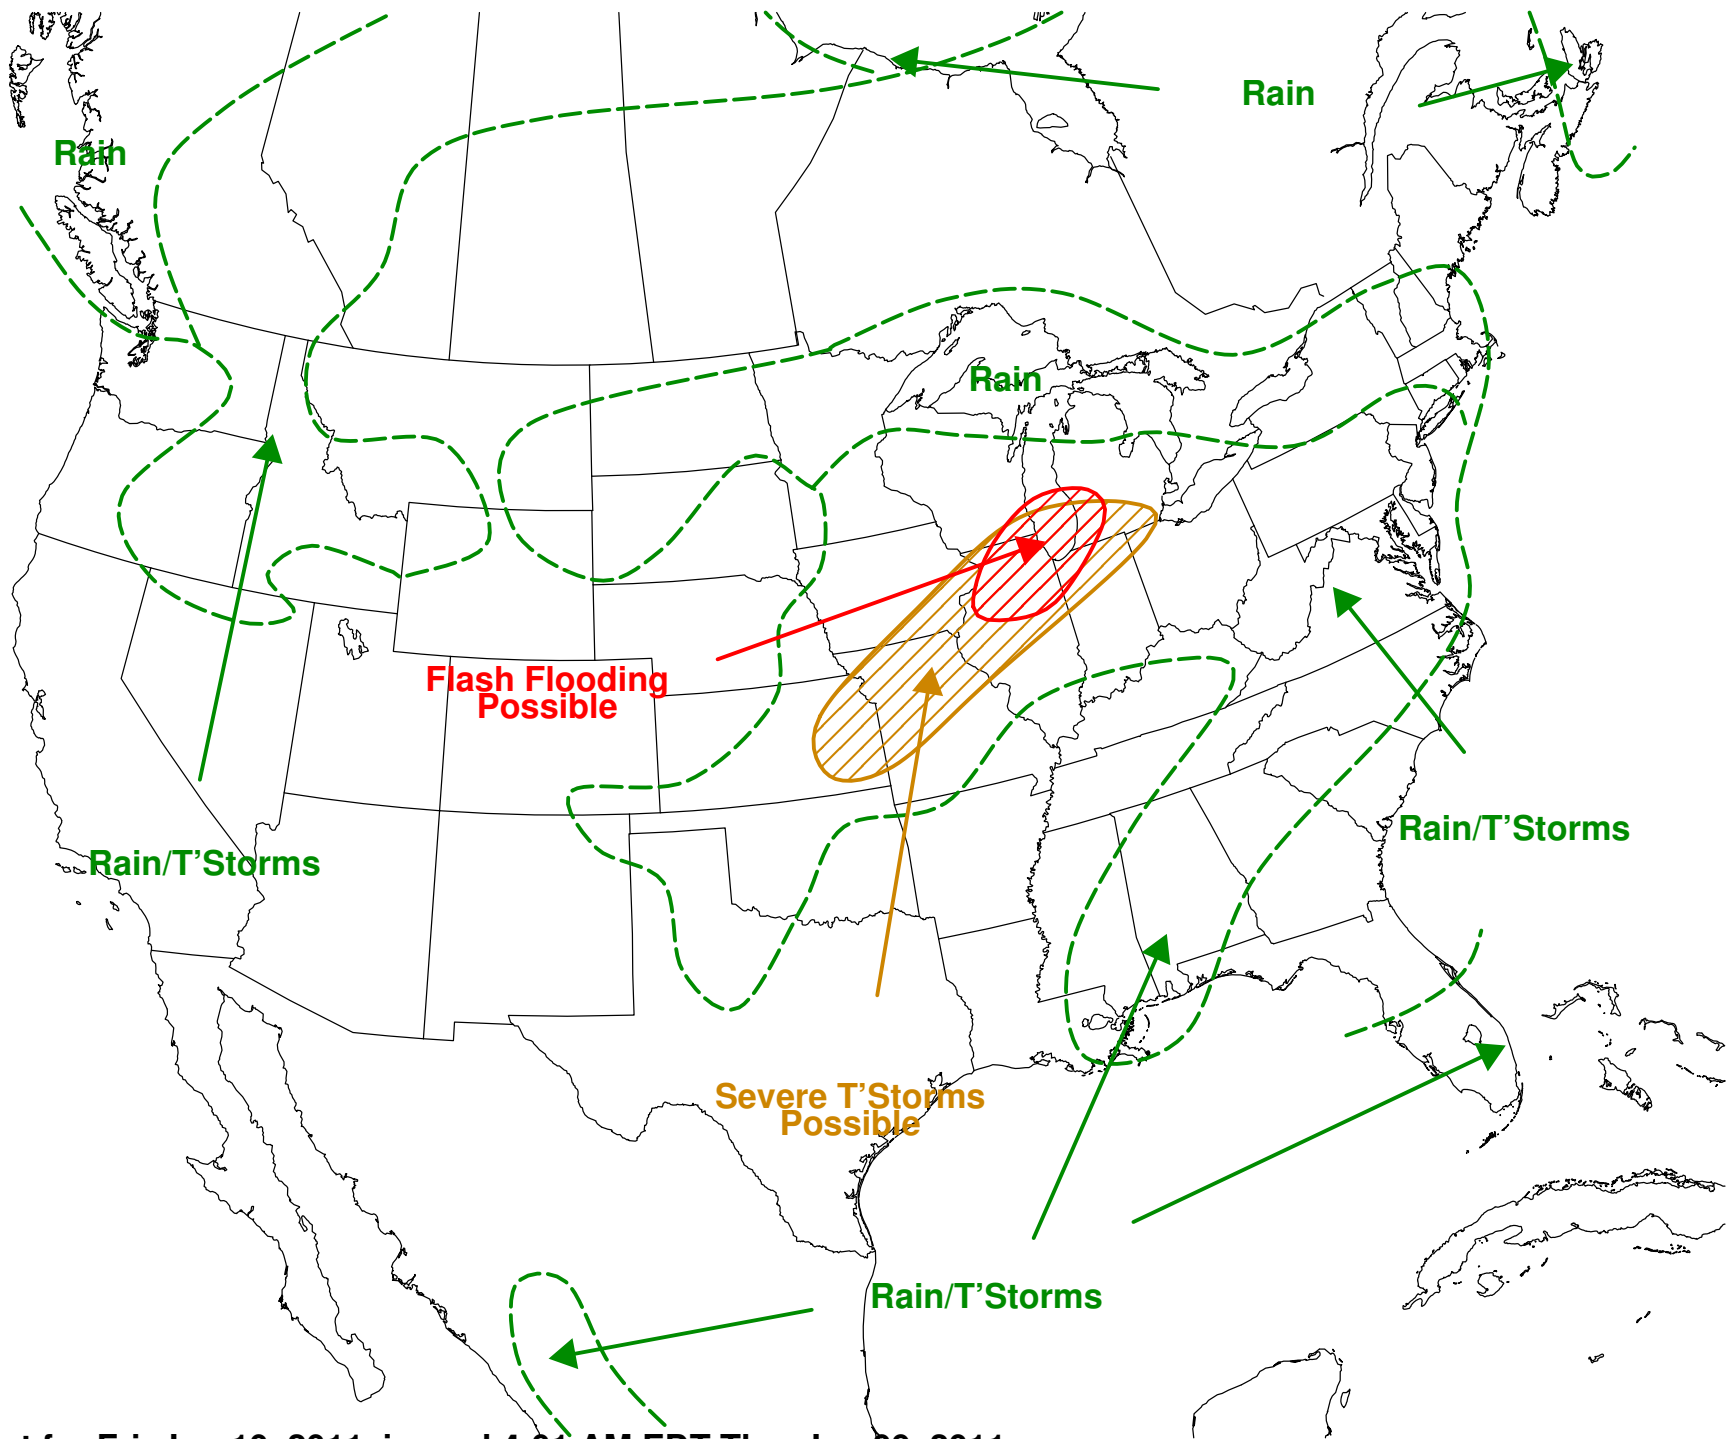 Rain
Rain
Rain
Flash Flooding
Possible
Rain/T'Storms
Rain/T'Storms
Severe T'Storms
Possible
Rain/T'Storms